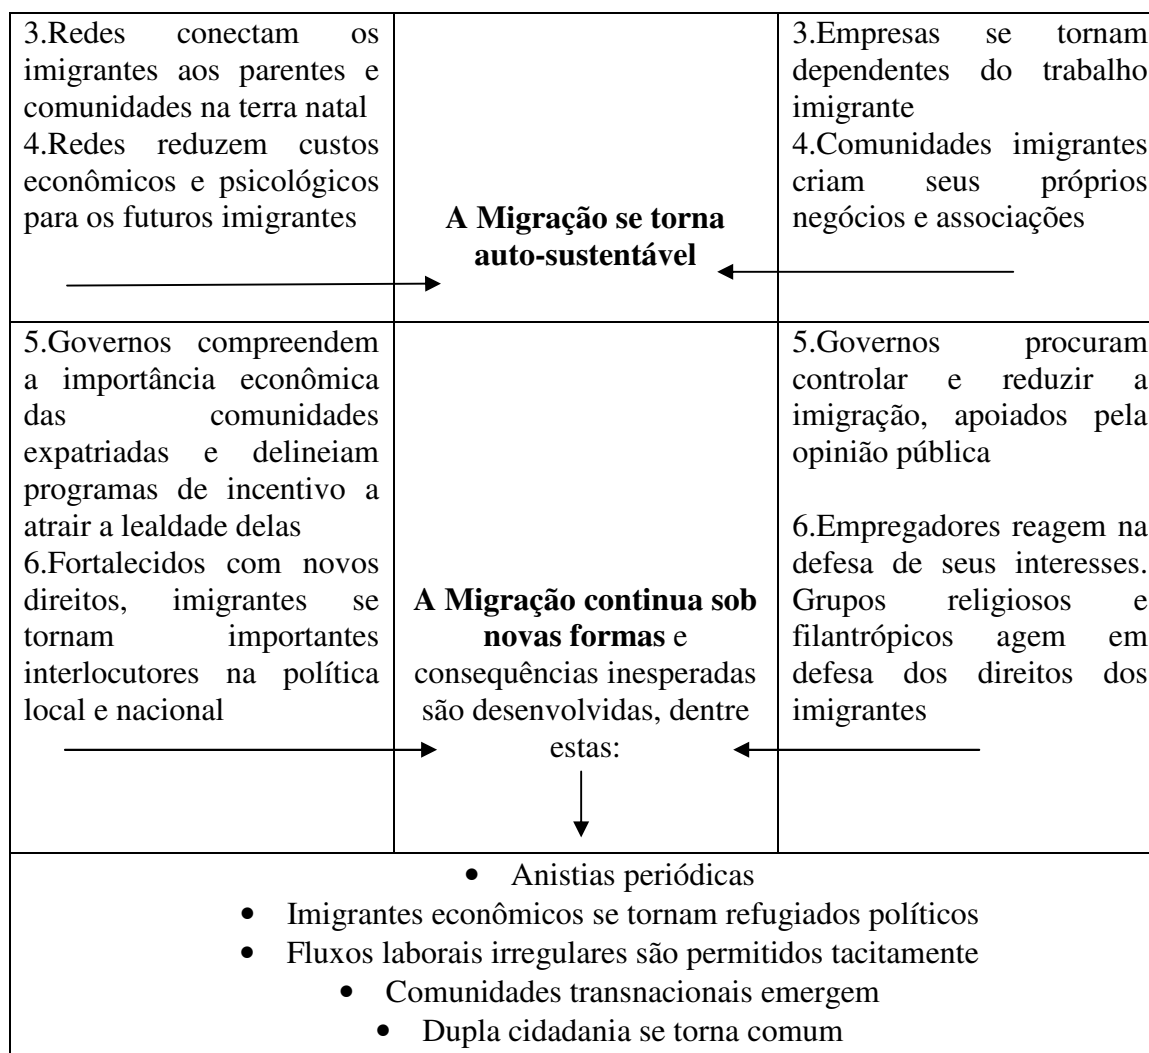 3.Redes conectam os
imigrantes aos parentes e
comunidades na terra natal
4.Redes reduzem custos
econômicos e psicológicos
para os futuros imigrantes
A Migração se torna
auto-sustentável
3.Empresas se tornam
dependentes do trabalho
imigrante
4.Comunidades imigrantes
criam seus próprios
negócios e associações
5.Governos compreendem
a importância econômica
das comunidades
expatriadas e delineiam
programas de incentivo a
atrair a lealdade delas
6.Fortalecidos com novos
direitos, imigrantes se
tornam importantes
interlocutores na política
local e nacional
A Migração continua sob
novas formas e
consequências inesperadas
são desenvolvidas, dentre
estas:
5.Governos procuram
controlar e reduzir a
imigração, apoiados pela
opinião pública
6.Empregadores reagem na
defesa de seus interesses.
Grupos religiosos e
filantrópicos agem em
defesa dos direitos dos
imigrantes
• Anistias periódicas
• Imigrantes econômicos se tornam refugiados políticos
• Fluxos laborais irregulares são permitidos tacitamente
• Comunidades transnacionais emergem
• Dupla cidadania se torna comum